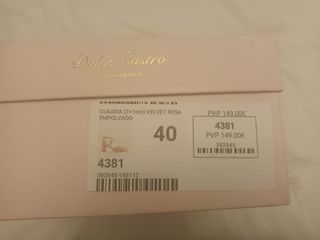 Dulce Castro
CLAUDIA (7+1cm) VELVET ROSA
EMPOLVADO
40
4381
382845-188112
PVP 149.00€
4381
PVP 149.00€
382845